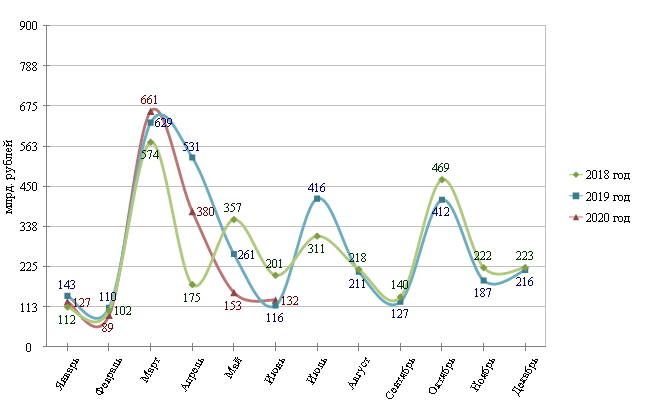 900
788
675
563
450
338
225
113
0
млрд. рублей
661
629
574
531
469
416
412
380
357
311
261
201
218
222
223
143
127
112
110
102
89
175
153
132
116
211
140
127
187
216
2018 год
2019 год
2020 год
Январь
Февраль
Март
Апрель
Май
Июнь
Июль
Август
Сентябрь
Октябрь
Ноябрь
Декабрь